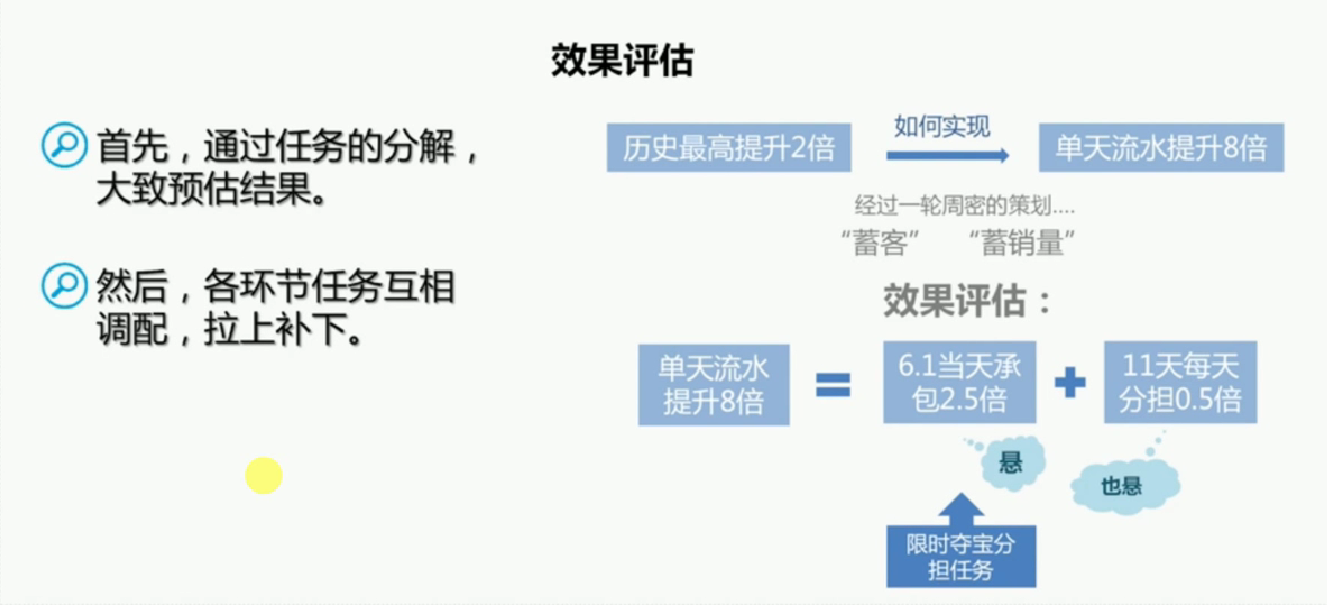 效果评估
首先，通过任务的分解，
大致预估结果。
然后，各环节任务互相
调配，拉上补下。
历史最高提升2倍
如何实现
单天流水提升8倍
经过一轮周密的策划....
“蓄客” “蓄销量”
效果评估：
单天流水
提升8倍
=
6.1当天承
包2.5倍
+
11天每天
分担0.5倍
悬
也悬
限时夺宝分
担任务